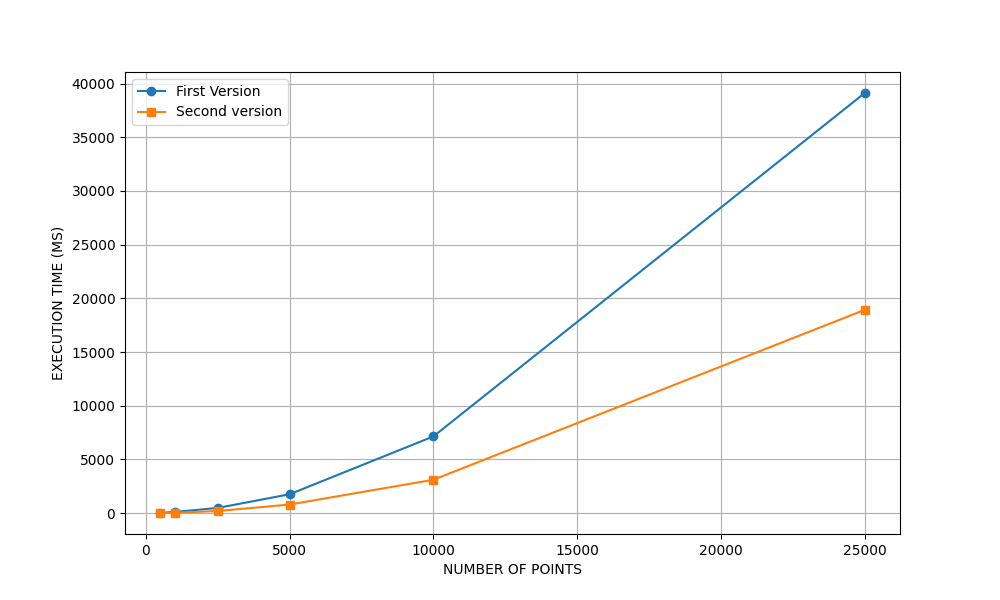 First Version
Second version
40000
35000
30000
25000
20000
15000
10000
5000
0
EXECUTION TIME (MS)
0 5000 10000 15000 20000 25000
NUMBER OF POINTS